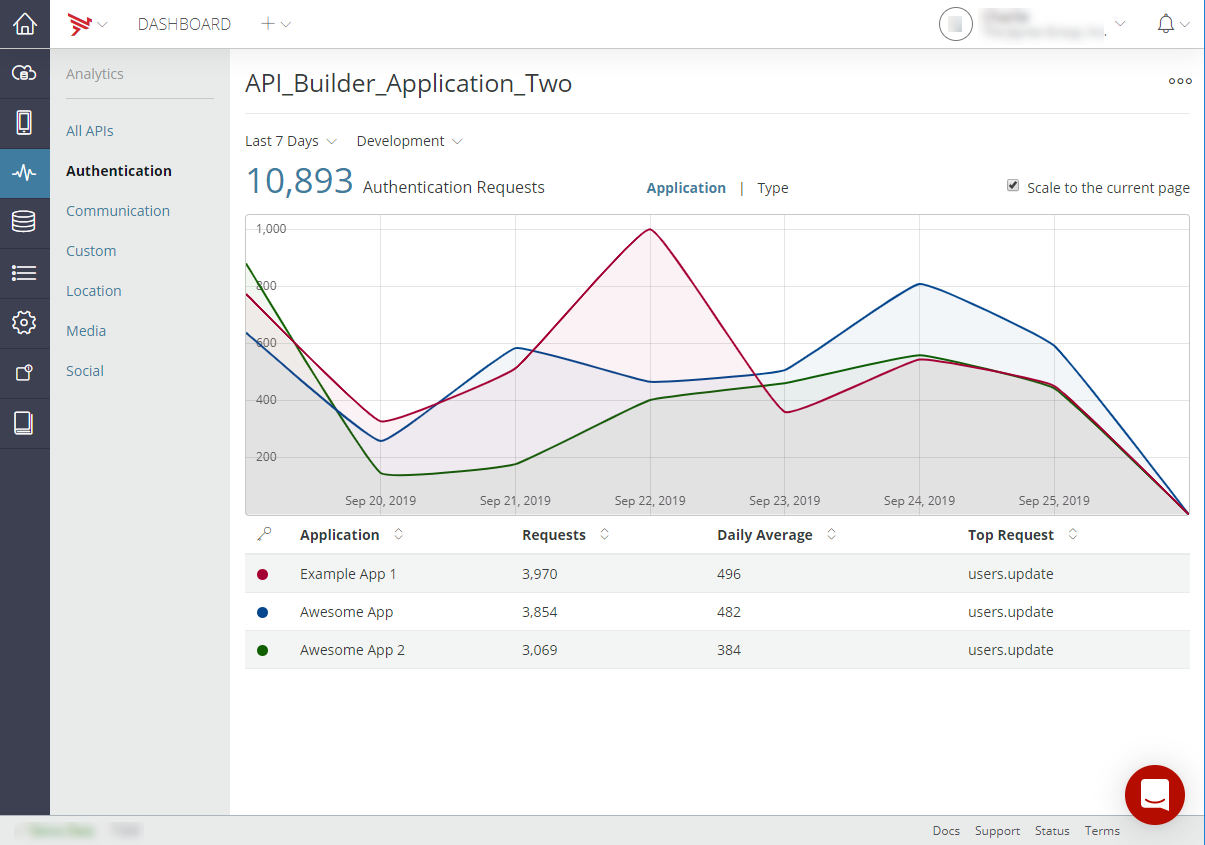 DASHBOARD
Analytics
All APIs
Authentication
Communication
Custom
Location
Media
Social
API_Builder_Application_Two
Last 7 Days Development
10,893 Authentication Requests
Application | Type
Scale to the current page
1,000
800
600
400
200
Sep 20, 2019 Sep 21, 2019 Sep 22, 2019 Sep 23, 2019 Sep 24, 2019 Sep 25, 2019
Application Requests Daily Average Top Request
Example App 1 3,970 496 users.update
Awesome App 3,854 482 users.update
Awesome App 2 3,069 384 users.update
Docs Support Status Terms